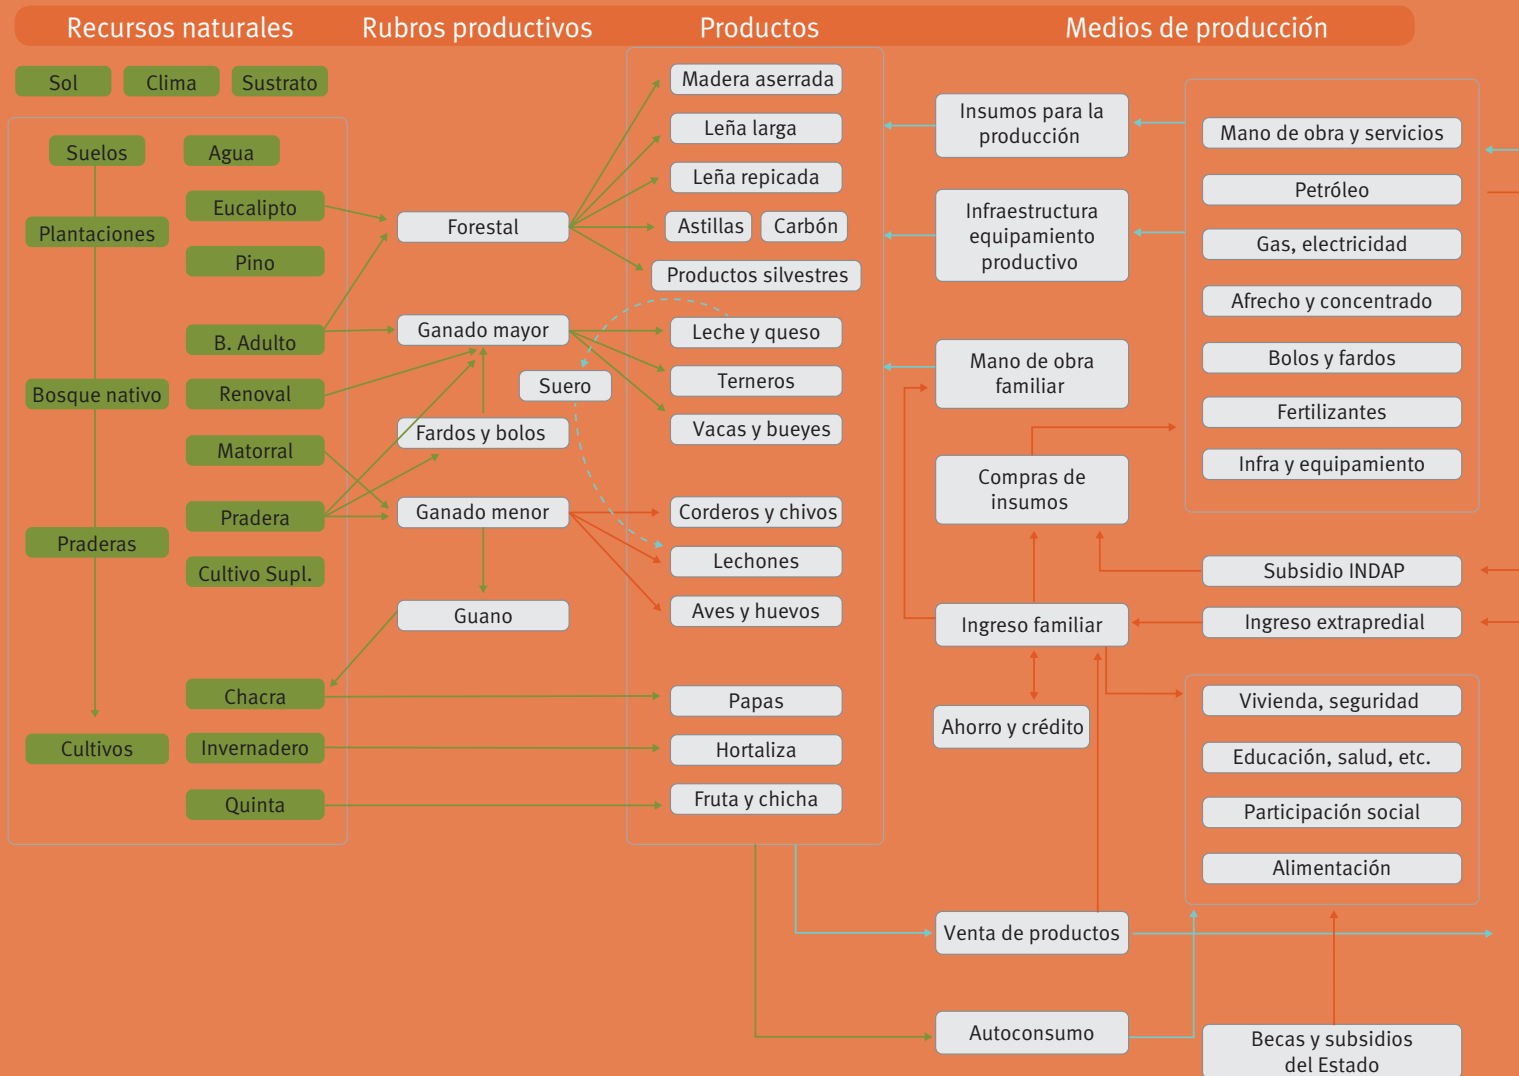 Recursos naturales
Rubros productivos
Productos
Medios de producción
Sol
Clima
Sustrato
Suelos
Agua
Eucalipto
Plantaciones
Pino
B. Adulto
Bosque nativo
Renoval
Matorral
Pradera
Praderas
Cultivo Supl.
Chacra
Cultivos
Invernadero
Quinta
Forestal
Ganado mayor
Suero
Fardos y bolos
Ganado menor
Guano
Madera aserrada
Leña larga
Leña repicada
Astillas
Carbón
Productos silvestres
Leche y queso
Terneros
Vacas y bueyes
Corderos y chivos
Lechones
Aves y huevos
Papas
Hortaliza
Fruta y chicha
Insumos para la
producción
Infraestructura
equipamiento
productivo
Mano de obra
familiar
Compras de
insumos
Ingreso familiar
Ahorro y crédito
Venta de productos
Autoconsumo
Mano de obra y servicios
Petróleo
Gas, electricidad
Afrecho y concentrado
Bolos y fardos
Fertilizantes
Infra y equipamiento
Subsidio INDAP
Ingreso extrapredial
Vivienda, seguridad
Educación, salud, etc.
Participación social
Alimentación
Becas y subsidios
del Estado